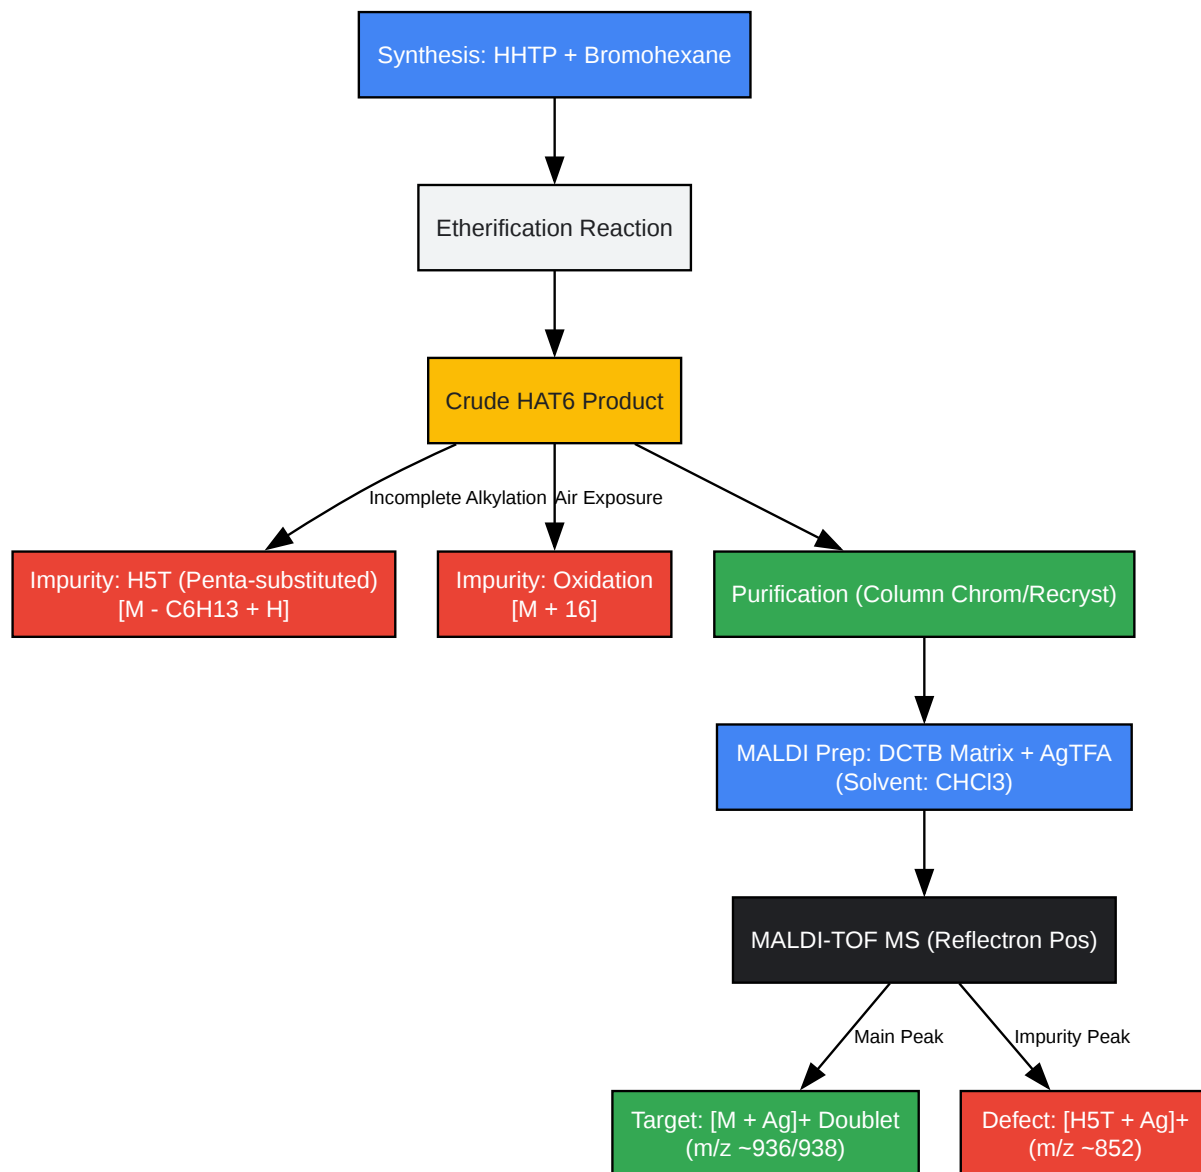 Synthesis: HHTP + Bromohexane
Etherification Reaction
Crude HAT6 Product
Incomplete Alkylation
Air Exposure
Impurity: H5T (Penta-substituted)
[M - C6H13 + H]
Impurity: Oxidation
[M + 16]
Purification (Column Chrom/Recryst)
MALDI Prep: DCTB Matrix + AgTFA
(Solvent: CHCl3)
MALDI-TOF MS (Reflectron Pos)
Main Peak
Impurity Peak
Target: [M + Ag]+ Doublet
(m/z ~936/938)
Defect: [H5T + Ag]+
(m/z ~852)